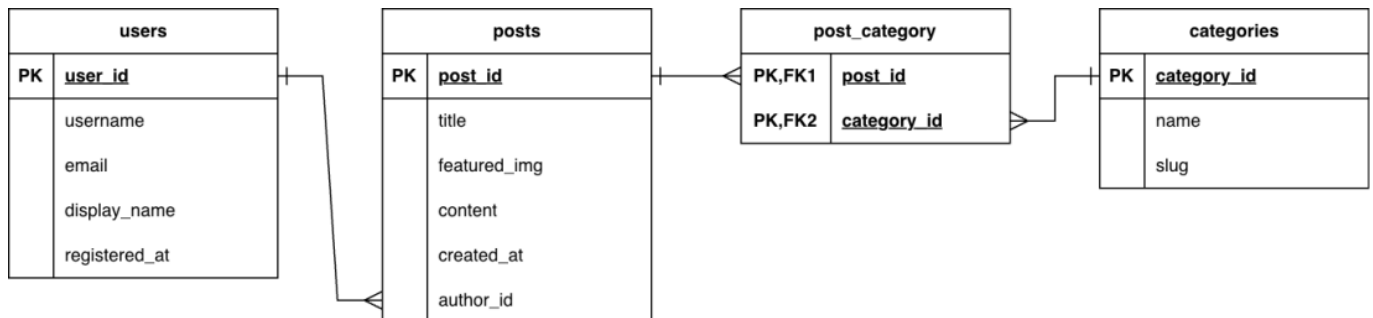 users
PK user_id
username
email
display_name
registered_at
posts
PK post_id
title
featured_img
content
created_at
author_id
post_category
PK,FK1 post_id
PK,FK2 category_id
categories
PK category_id
name
slug